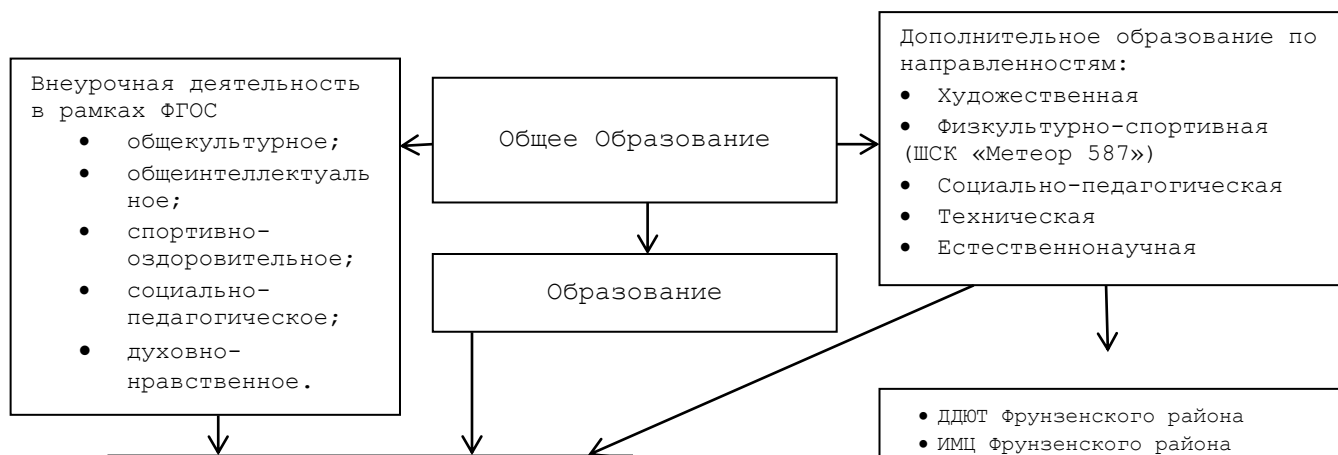 Внеурочная деятельность
в рамках ФГОС
• общекультурное;
• общеинтеллектуаль
ное;
• спортивно-
оздоровительное;
• социально-
педагогическое;
• духовно-
нравственное.
Общее Образование
Образование
Дополнительное образование по
направленностям:
• Художественная
• Физкультурно-спортивная
(ШСК «Метеор 587»)
• Социально-педагогическая
• Техническая
• Естественнонаучная
• ДДЮТ Фрунзенского района
• ИМЦ Фрунзенского района